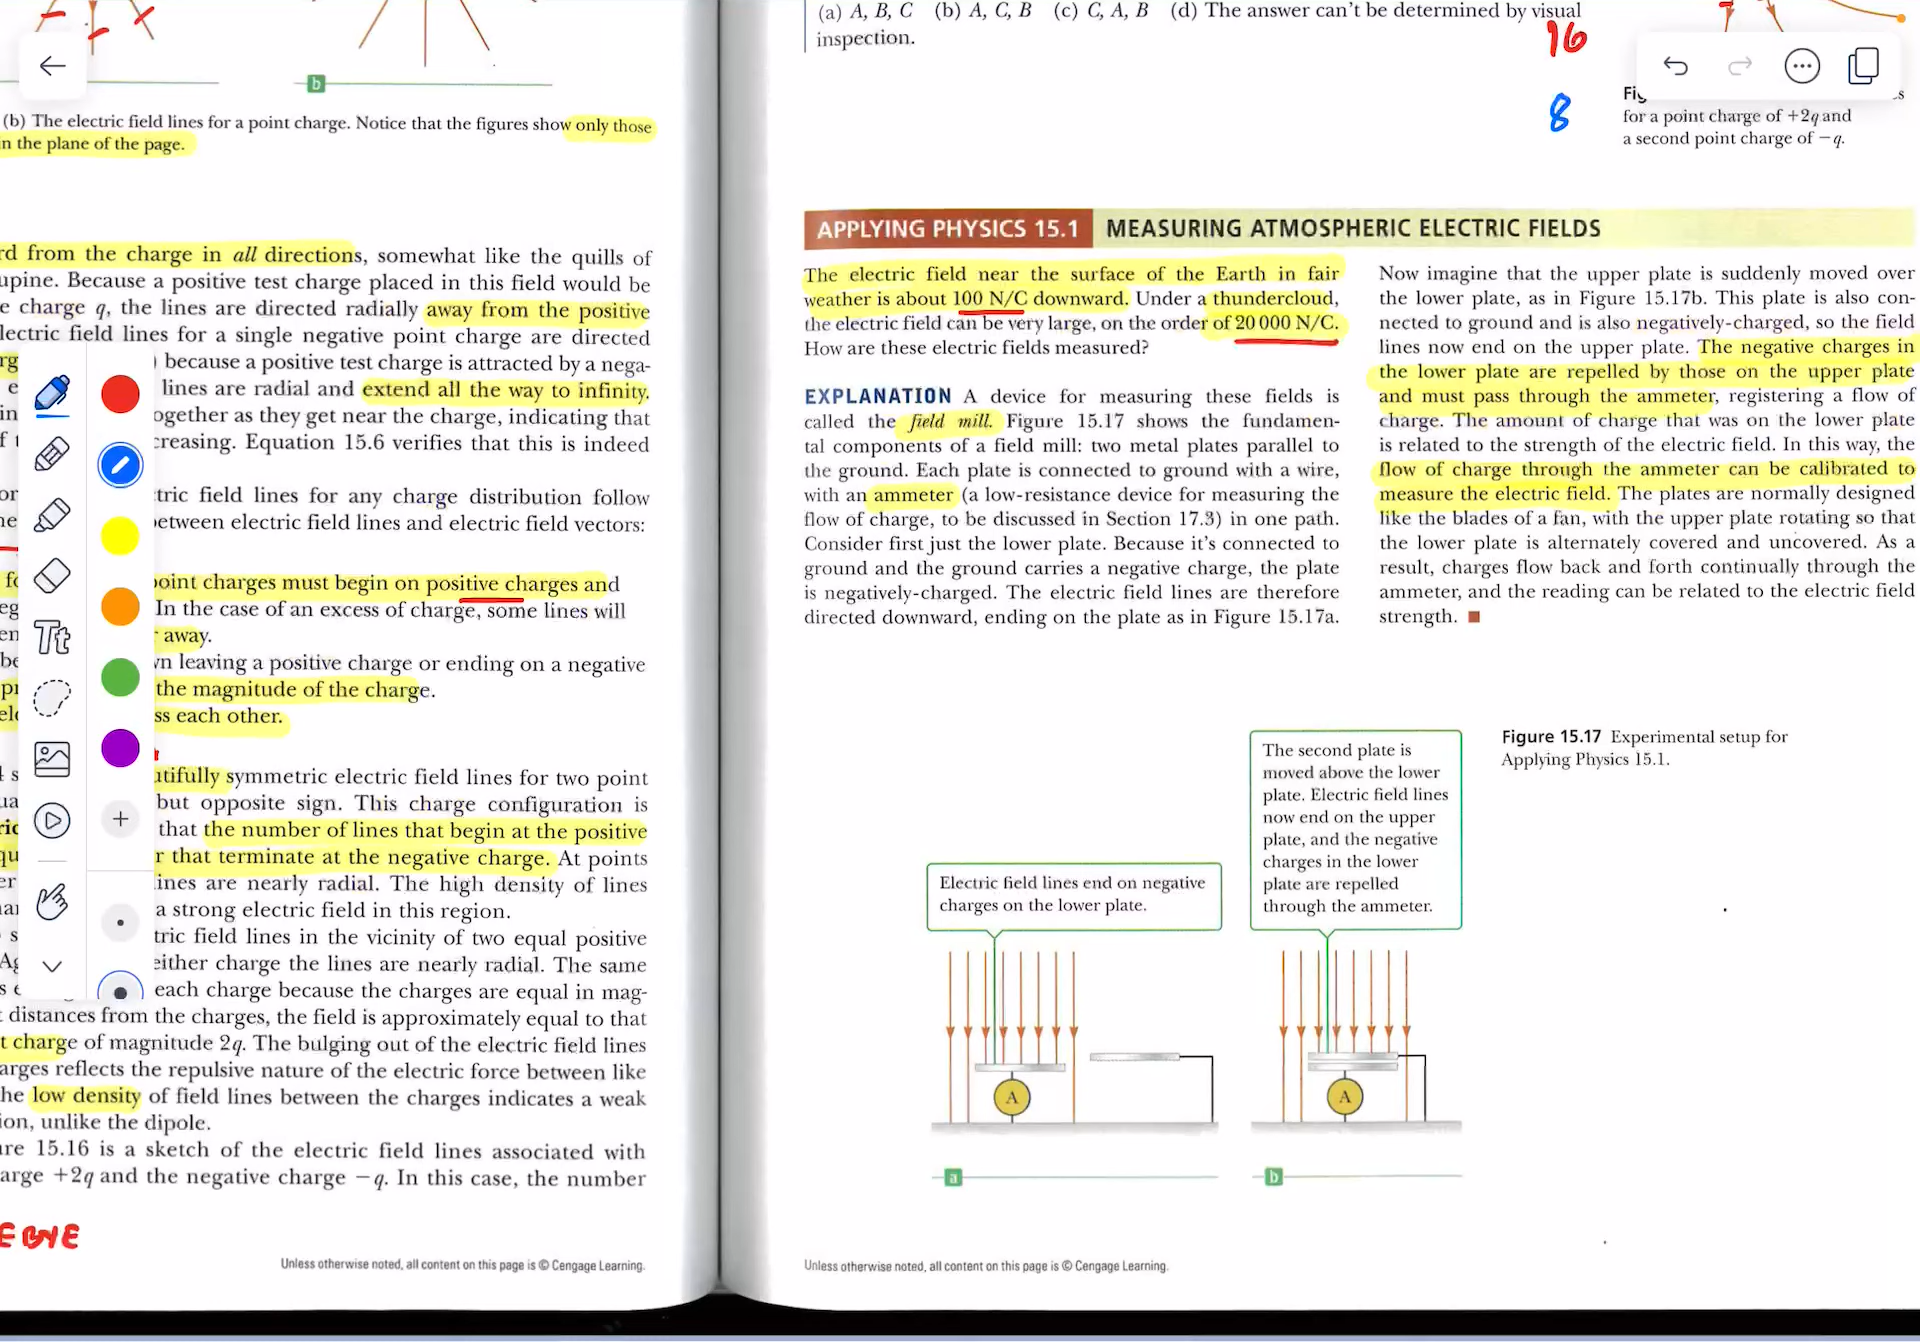 (b) The electric field lines for a point charge. Notice that the figures show only those
in the plane of the page.
rd from the charge in all directions, somewhat like the quills of
upine. Because a positive test charge placed in this field would be
e charge q, the lines are directed radially away from the positive
lectric field lines for a single negative point charge are directed
because a positive test charge is attracted by a nega-
lines are radial and extend all the way to infinity.
ogether as they get near the charge, indicating that
creasing. Equation 15.6 verifies that this is indeed
tric field lines for any charge distribution follow
between electric field lines and electric field vectors:
oint charges must begin on positive charges and
In the case of an excess of charge, some lines will
away.
vn leaving a positive charge or ending on a negative
the magnitude of the charge.
ss each other.
utifully symmetric electric field lines for two point
but opposite sign. This charge configuration is
that the number of lines that begin at the positive
r that terminate at the negative charge. At points
ines are nearly radial. The high density of lines
a strong electric field in this region.
tric field lines in the vicinity of two equal positive
either charge the lines are nearly radial. The same
each charge because the charges are equal in mag-
distances from the charges, the field is approximately equal to that
t charge of magnitude 2q. The bulging out of the electric field lines
arges reflects the repulsive nature of the electric force between like
he low density of field lines between the charges indicates a weak
ion, unlike the dipole.
ure 15.16 is a sketch of the electric field lines associated with
arge +2q and the negative charge −q. In this case, the number
E BYE
Unless otherwise noted, all content on this page is © Cengage Learning.
b
Tt
(a) A, B, C (b) A, C, B (c) C, A, B (d) The answer can't be determined by visual
inspection.
16
8
for a point charge of +2q and
a second point charge of −q.
APPLYING PHYSICS 15.1 MEASURING ATMOSPHERIC ELECTRIC FIELDS
The electric field near the surface of the Earth in fair
weather is about 100 N/C downward. Under a thundercloud,
the electric field can be very large, on the order of 20 000 N/C.
How are these electric fields measured?
EXPLANATION A device for measuring these fields is
called the field mill. Figure 15.17 shows the fundamen-
tal components of a field mill: two metal plates parallel to
the ground. Each plate is connected to ground with a wire,
with an ammeter (a low-resistance device for measuring the
flow of charge, to be discussed in Section 17.3) in one path.
Consider first just the lower plate. Because it's connected to
ground and the ground carries a negative charge, the plate
is negatively-charged. The electric field lines are therefore
directed downward, ending on the plate as in Figure 15.17a.
Now imagine that the upper plate is suddenly moved over
the lower plate, as in Figure 15.17b. This plate is also con-
nected to ground and is also negatively-charged, so the field
lines now end on the upper plate. The negative charges in
the lower plate are repelled by those on the upper plate
and must pass through the ammeter, registering a flow of
charge. The amount of charge that was on the lower plate
is related to the strength of the electric field. In this way, the
flow of charge through the ammeter can be calibrated to
measure the electric field. The plates are normally designed
like the blades of a fan, with the upper plate rotating so that
the lower plate is alternately covered and uncovered. As a
result, charges flow back and forth continually through the
ammeter, and the reading can be related to the electric field
strength.
Figure 15.17 Experimental setup for
Applying Physics 15.1.
Electric field lines end on negative
charges on the lower plate.
The second plate is
moved above the lower
plate. Electric field lines
now end on the upper
plate, and the negative
charges in the lower
plate are repelled
through the ammeter.
A
A
a
b
Unless otherwise noted, all content on this page is © Cengage Learning.